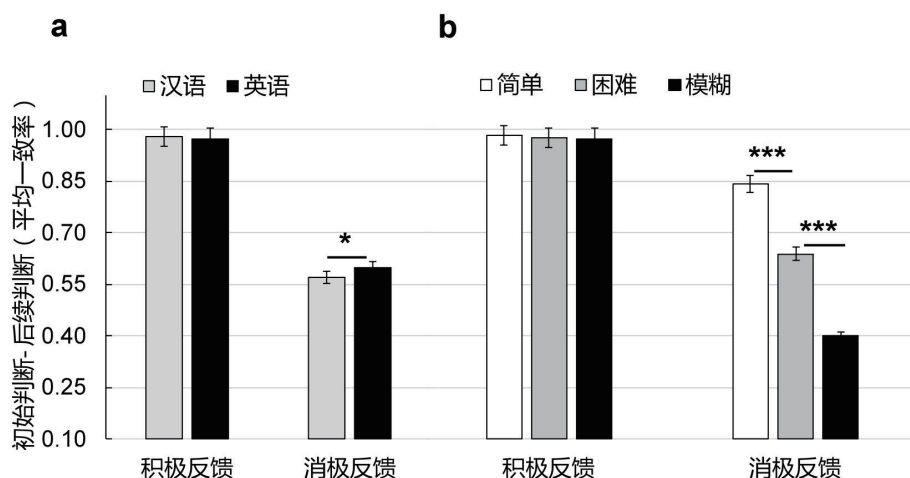 a
b
汉语 英语
简单 困难 模糊
初始判断-后续判断（平均一致率）
1.00
0.85
0.70
0.55
0.40
0.25
0.10
*
***
***
积极反馈 消极反馈
积极反馈 消极反馈